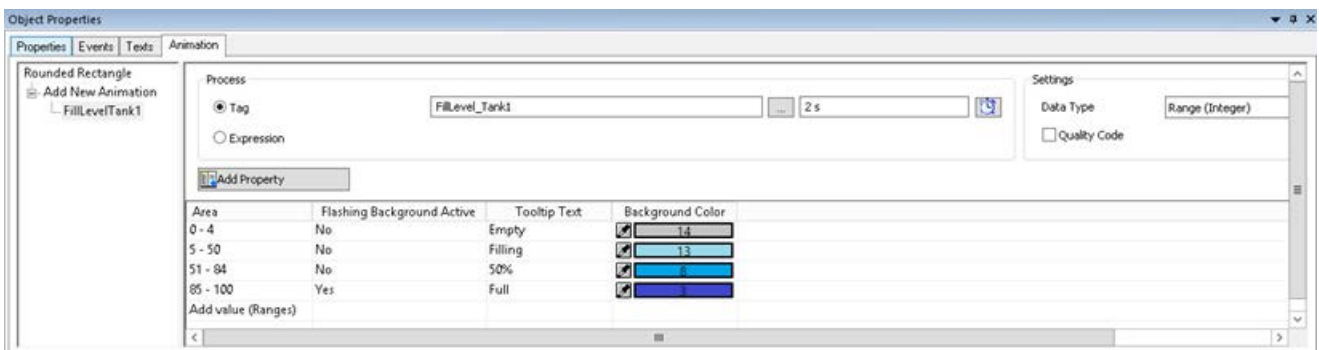 Object Properties
Properties Events Texts Animation
Rounded Rectangle
Add New Animation
FillLevelTank1
Process
Tag FillLevel_Tank1 ... 2 s
Expression
Settings
Data Type Range (Integer)
Quality Code
Add Property
Area Flashing Background Active Tooltip Text Background Color
0 - 4 No Empty 14
5 - 50 No Filling 13
51 - 84 No 50%
85 - 100 Yes Full
Add value (Ranges)